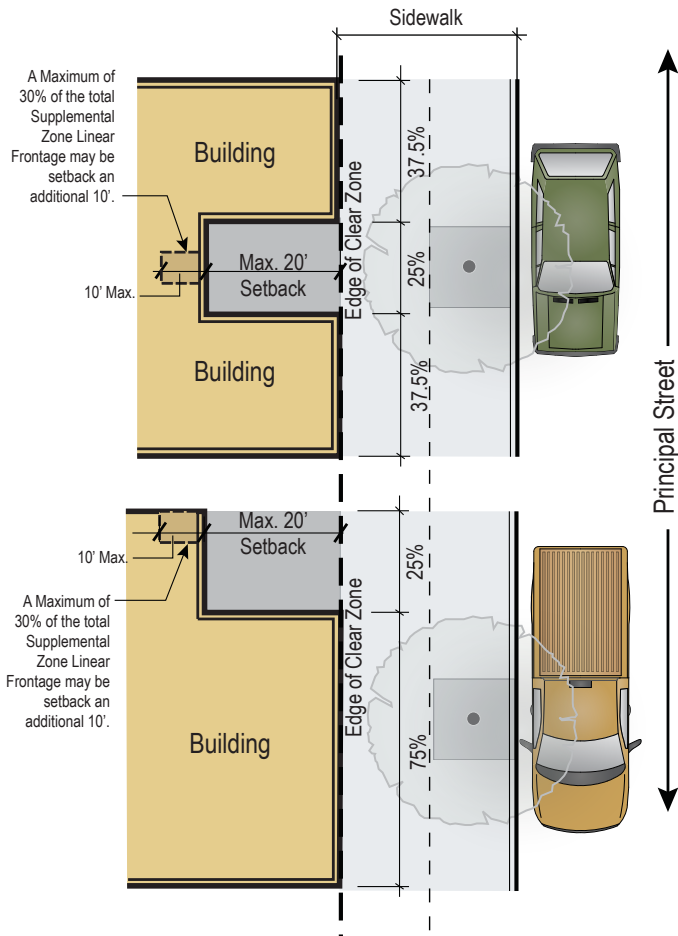 Sidewalk
A Maximum of
30% of the total
Supplemental
Zone Linear
Frontage may be
setback an
additional 10'.
Building
37.5%
Edge of Clear Zone
Max. 20'
Setback
25%
10' Max.
Building
37.5%
Principal Street
Max. 20'
Setback
10' Max.
25%
A Maximum of
30% of the total
Supplemental
Zone Linear
Frontage may be
setback an
additional 10'.
Edge of Clear Zone
Building
75%